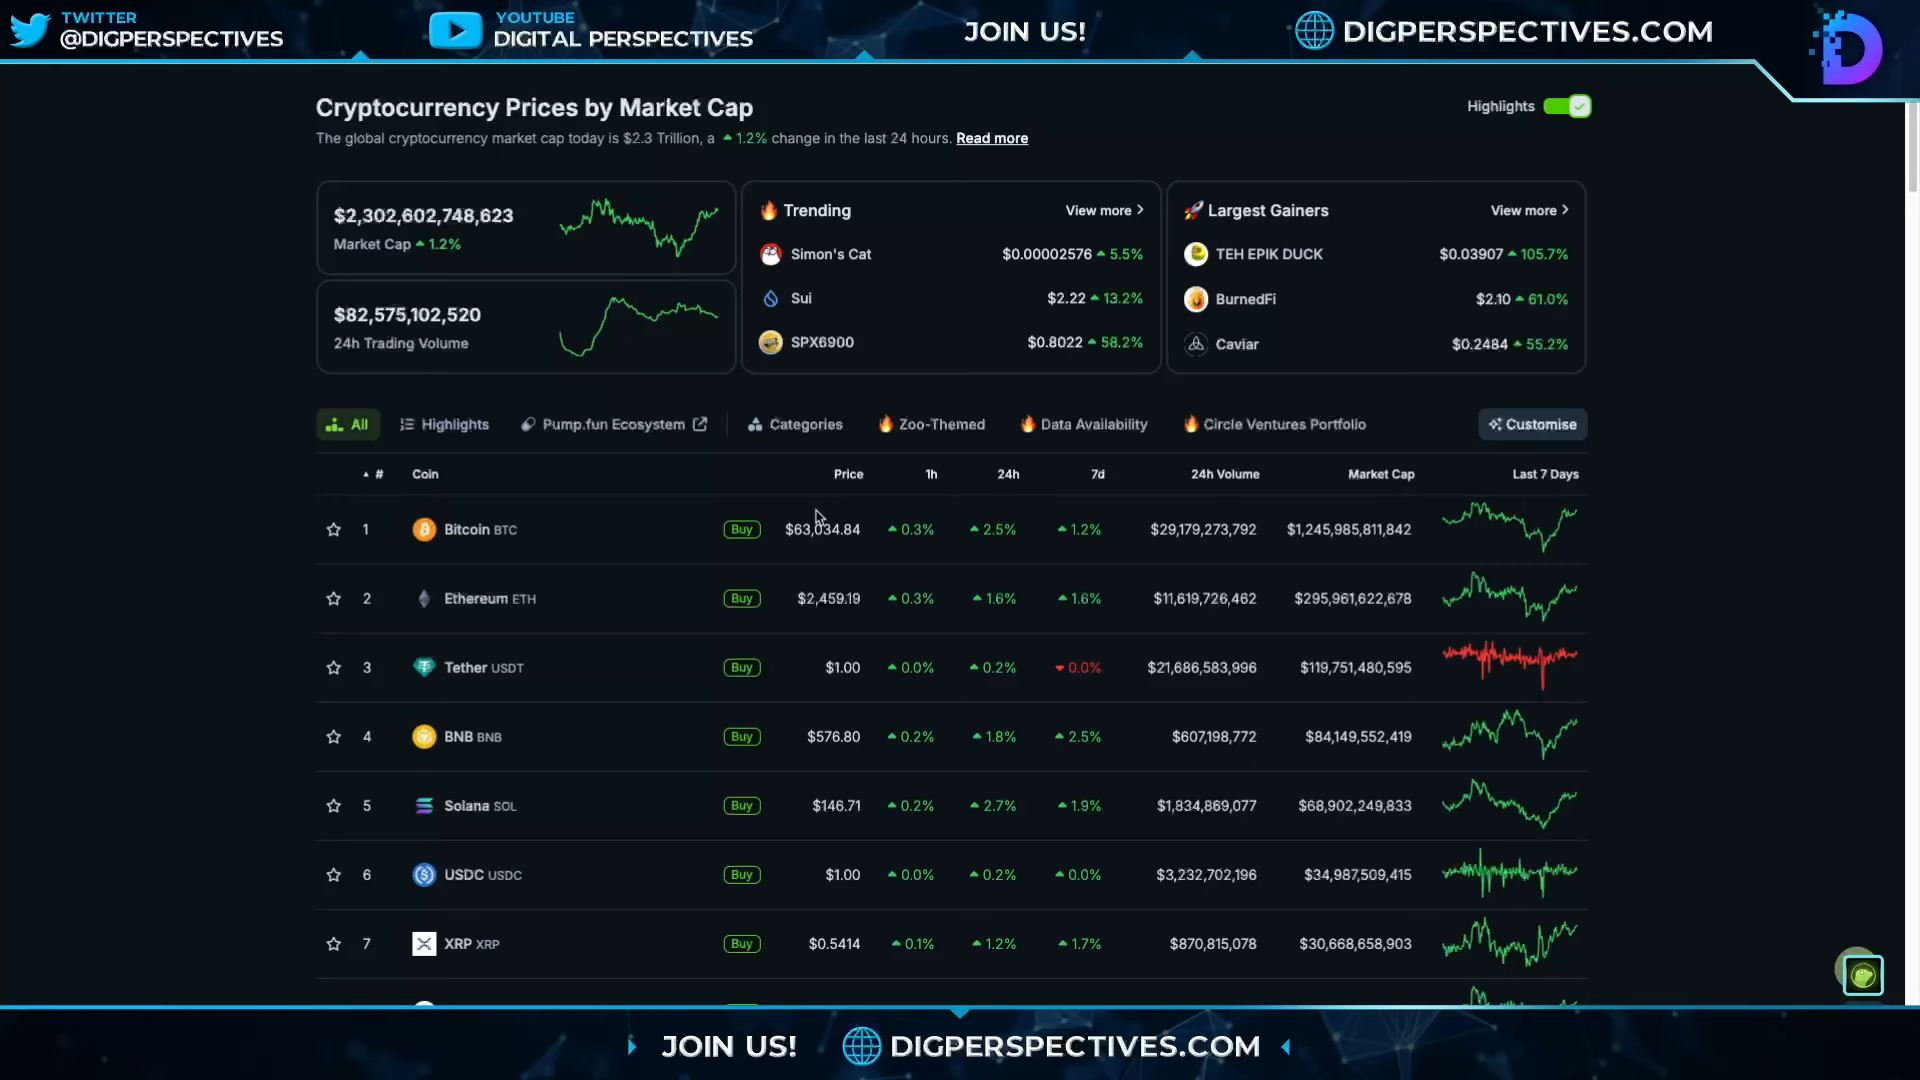 TWITTER
@DIGPERSPECTIVES
YOUTUBE
DIGITAL PERSPECTIVES
JOIN US!
DIGPERSPECTIVES.COM
Cryptocurrency Prices by Market Cap
Highlights
The global cryptocurrency market cap today is $2.3 Trillion, a 1.2% change in the last 24 hours. Read more
$2,302,602,748,623
Market Cap 1.2%
$82,575,102,520
24h Trading Volume
Trending View more
Simon's Cat $0.00002576 5.5%
Sui $2.22 13.2%
SPX6900 $0.8022 58.2%
Largest Gainers View more
TEH EPIK DUCK $0.03907 105.7%
BurnedFi $2.10 61.0%
Caviar $0.2484 55.2%
All Highlights Pump.fun Ecosystem Categories Zoo-Themed Data Availability Circle Ventures Portfolio Customise
# Coin Price 1h 24h 7d 24h Volume Market Cap Last 7 Days
1 Bitcoin BTC Buy $63,034.84 0.3% 2.5% 1.2% $29,179,273,792 $1,245,985,811,842
2 Ethereum ETH Buy $2,459.19 0.3% 1.6% 1.6% $11,619,726,462 $295,961,622,678
3 Tether USDT Buy $1.00 0.0% 0.2% 0.0% $21,686,583,996 $119,751,480,595
4 BNB BNB Buy $576.80 0.2% 1.8% 2.5% $607,198,772 $84,149,552,419
5 Solana SOL Buy $146.71 0.2% 2.7% 1.9% $1,834,869,077 $68,902,249,833
6 USDC USDC Buy $1.00 0.0% 0.2% 0.0% $3,232,702,196 $34,987,509,415
7 XRP XRP Buy $0.5414 0.1% 1.2% 1.7% $870,815,078 $30,668,658,903
JOIN US! DIGPERSPECTIVES.COM